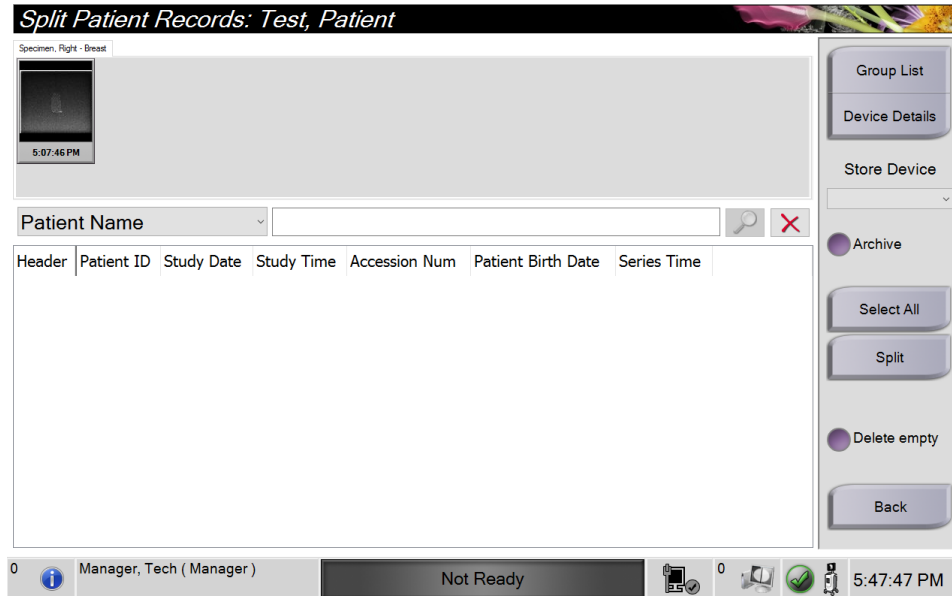 Split Patient Records: Test, Patient
Specimen, Right - Breast
5:07:46 PM
Group List
Device Details
Store Device
Patient Name
Archive
Header Patient ID Study Date Study Time Accession Num Patient Birth Date Series Time
Select All
Split
Delete empty
Back
0 Manager, Tech ( Manager ) Not Ready 0 5:47:47 PM